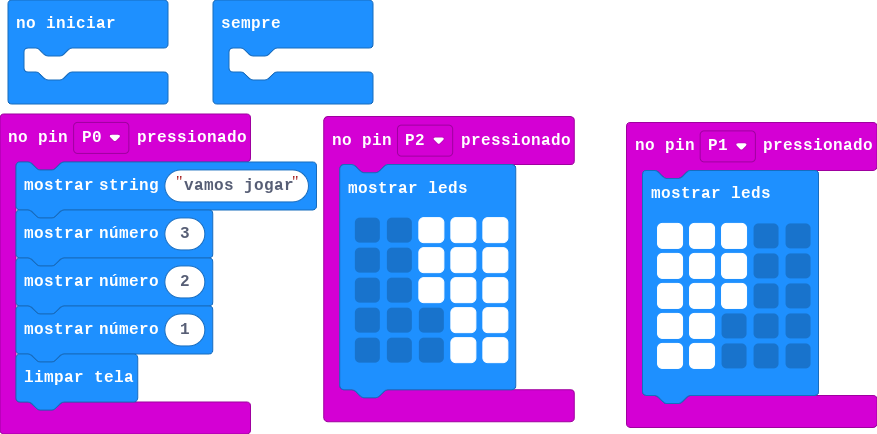 no iniciar
sempre
no pin P0 pressionado
mostrar string "vamos jogar"
mostrar número 3
mostrar número 2
mostrar número 1
limpar tela
no pin P2 pressionado
mostrar leds
no pin P1 pressionado
mostrar leds